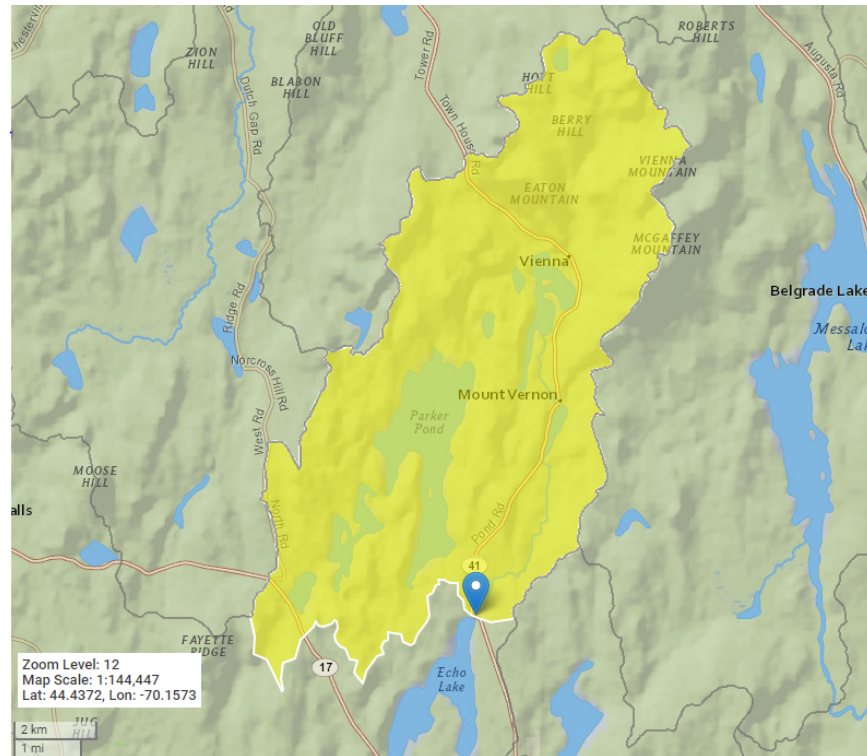 OLD
BLUFF
HILL
ROBERTS
HILL
ZION
HILL
Tower Rd
Augusta Rd
BLABON
HILL
HOYT
HILL
Dutch Gap Rd
Town House Rd
BERRY
HILL
VIENNA
MOUNTAIN
EATON
MOUNTAIN
MCGAFFEY
MOUNTAIN
Vienna
Belgrade Lake
Messalo
Lak
Ridge Rd
Norcross Hill Rd
Mount Vernon
West Rd
Parker
Pond
MOOSE
HILL
alls
North Rd
Pond Rd
41
FAYETTE
RIDGE
17
Echo
Lake
Zoom Level: 12
Map Scale: 1:144,447
Lat: 44.4372, Lon: -70.1573
JUG
2 km
1 mi